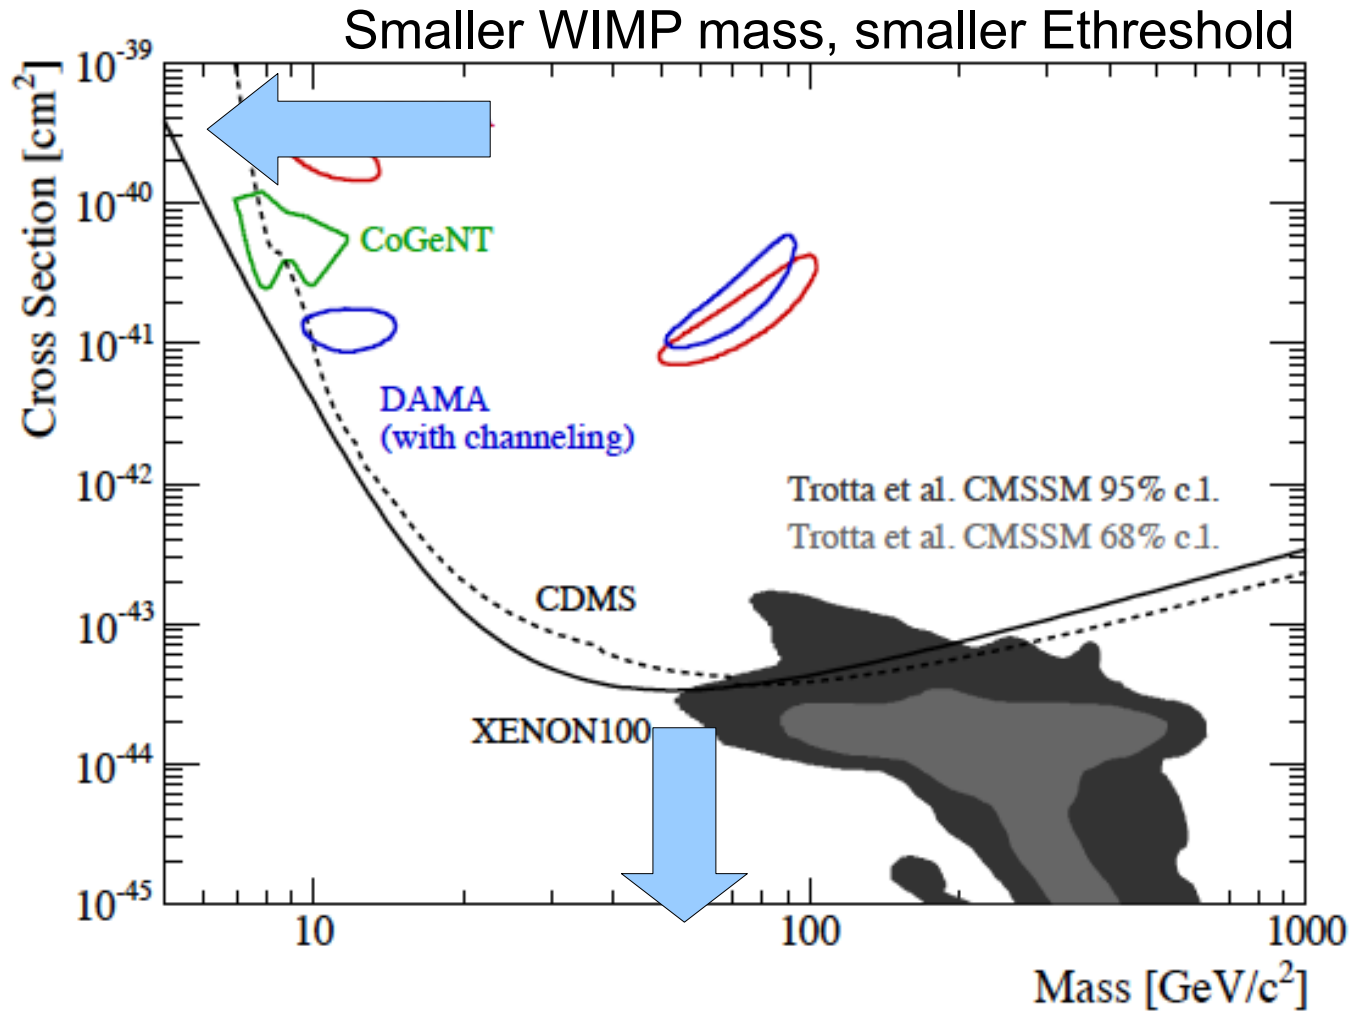 Smaller WIMP mass, smaller Ethreshold
Cross Section [cm²]
10⁻³⁹
10⁻⁴⁰
10⁻⁴¹
10⁻⁴²
10⁻⁴³
10⁻⁴⁴
10⁻⁴⁵
CoGeNT
DAMA
(with channeling)
Trotta et al. CMSSM 95% c.l.
Trotta et al. CMSSM 68% c.l.
CDMS
XENON100
10
100
1000
Mass [GeV/c²]